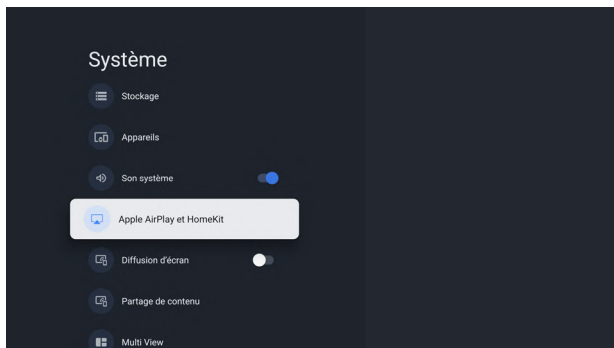 Système
Stockage
Appareils
Son système
Apple AirPlay et HomeKit
Diffusion d'écran
Partage de contenu
Multi View